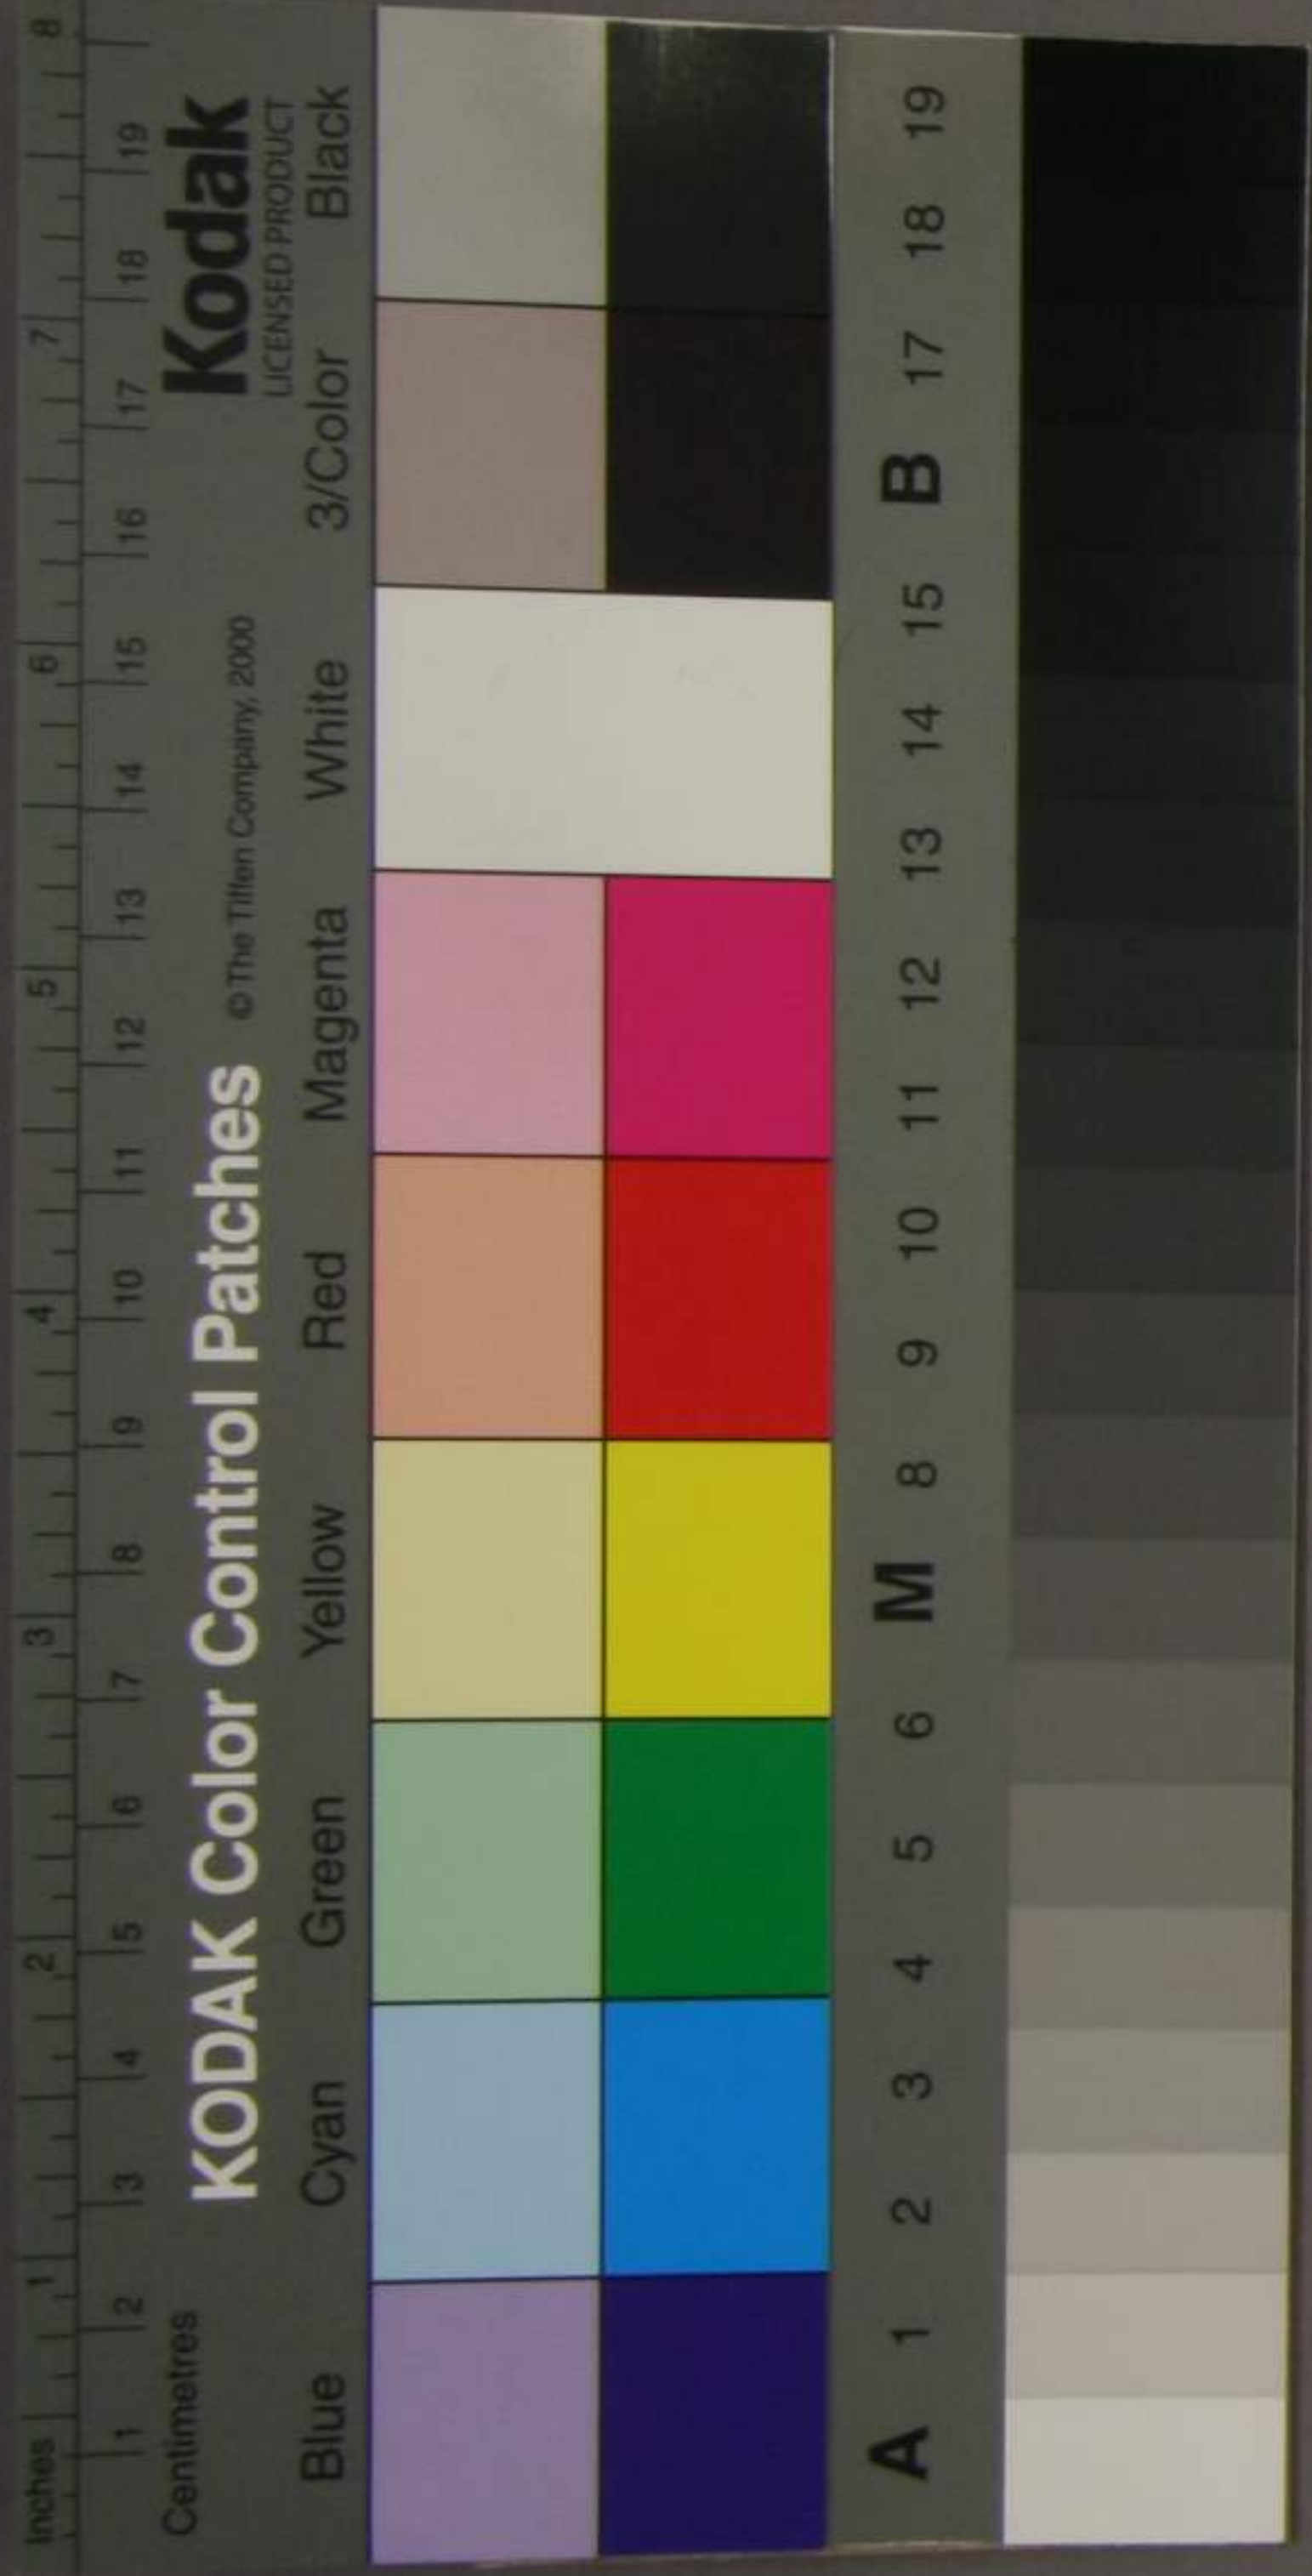 Inches 1 2 3 4 5 6 7 8
1 2 3 4 5 6 7 8 9 10 11 12 13 14 15 16 17 18 19
Centimetres
KODAK Color Control Patches © The Tiffen Company, 2000 Kodak
LICENSED PRODUCT
Blue Cyan Green Yellow Red Magenta White 3/Color Black
A 1 2 3 4 5 6 M 8 9 10 11 12 13 14 15 B 17 18 19